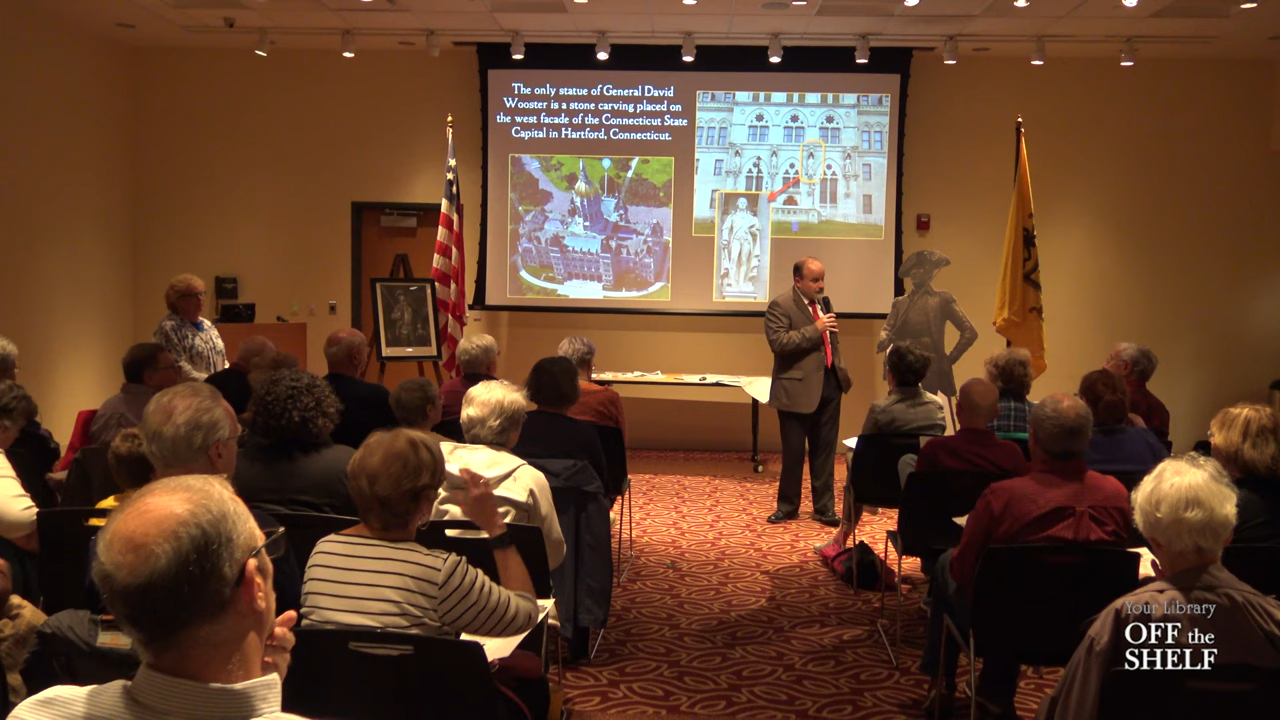 The only statue of General David
Wooster is a stone carving placed on
the west facade of the Connecticut State
Capital in Hartford, Connecticut.
Your Library
OFF the
SHELF